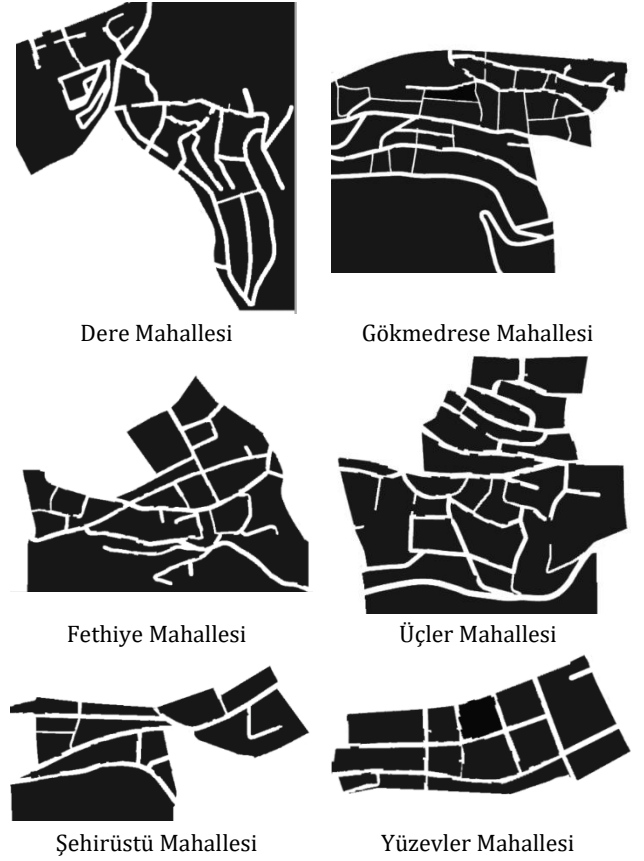 Dere Mahallesi
Gökmedrese Mahallesi
Fethiye Mahallesi
Üçler Mahallesi
Şehirüstü Mahallesi
Yüzevler Mahallesi